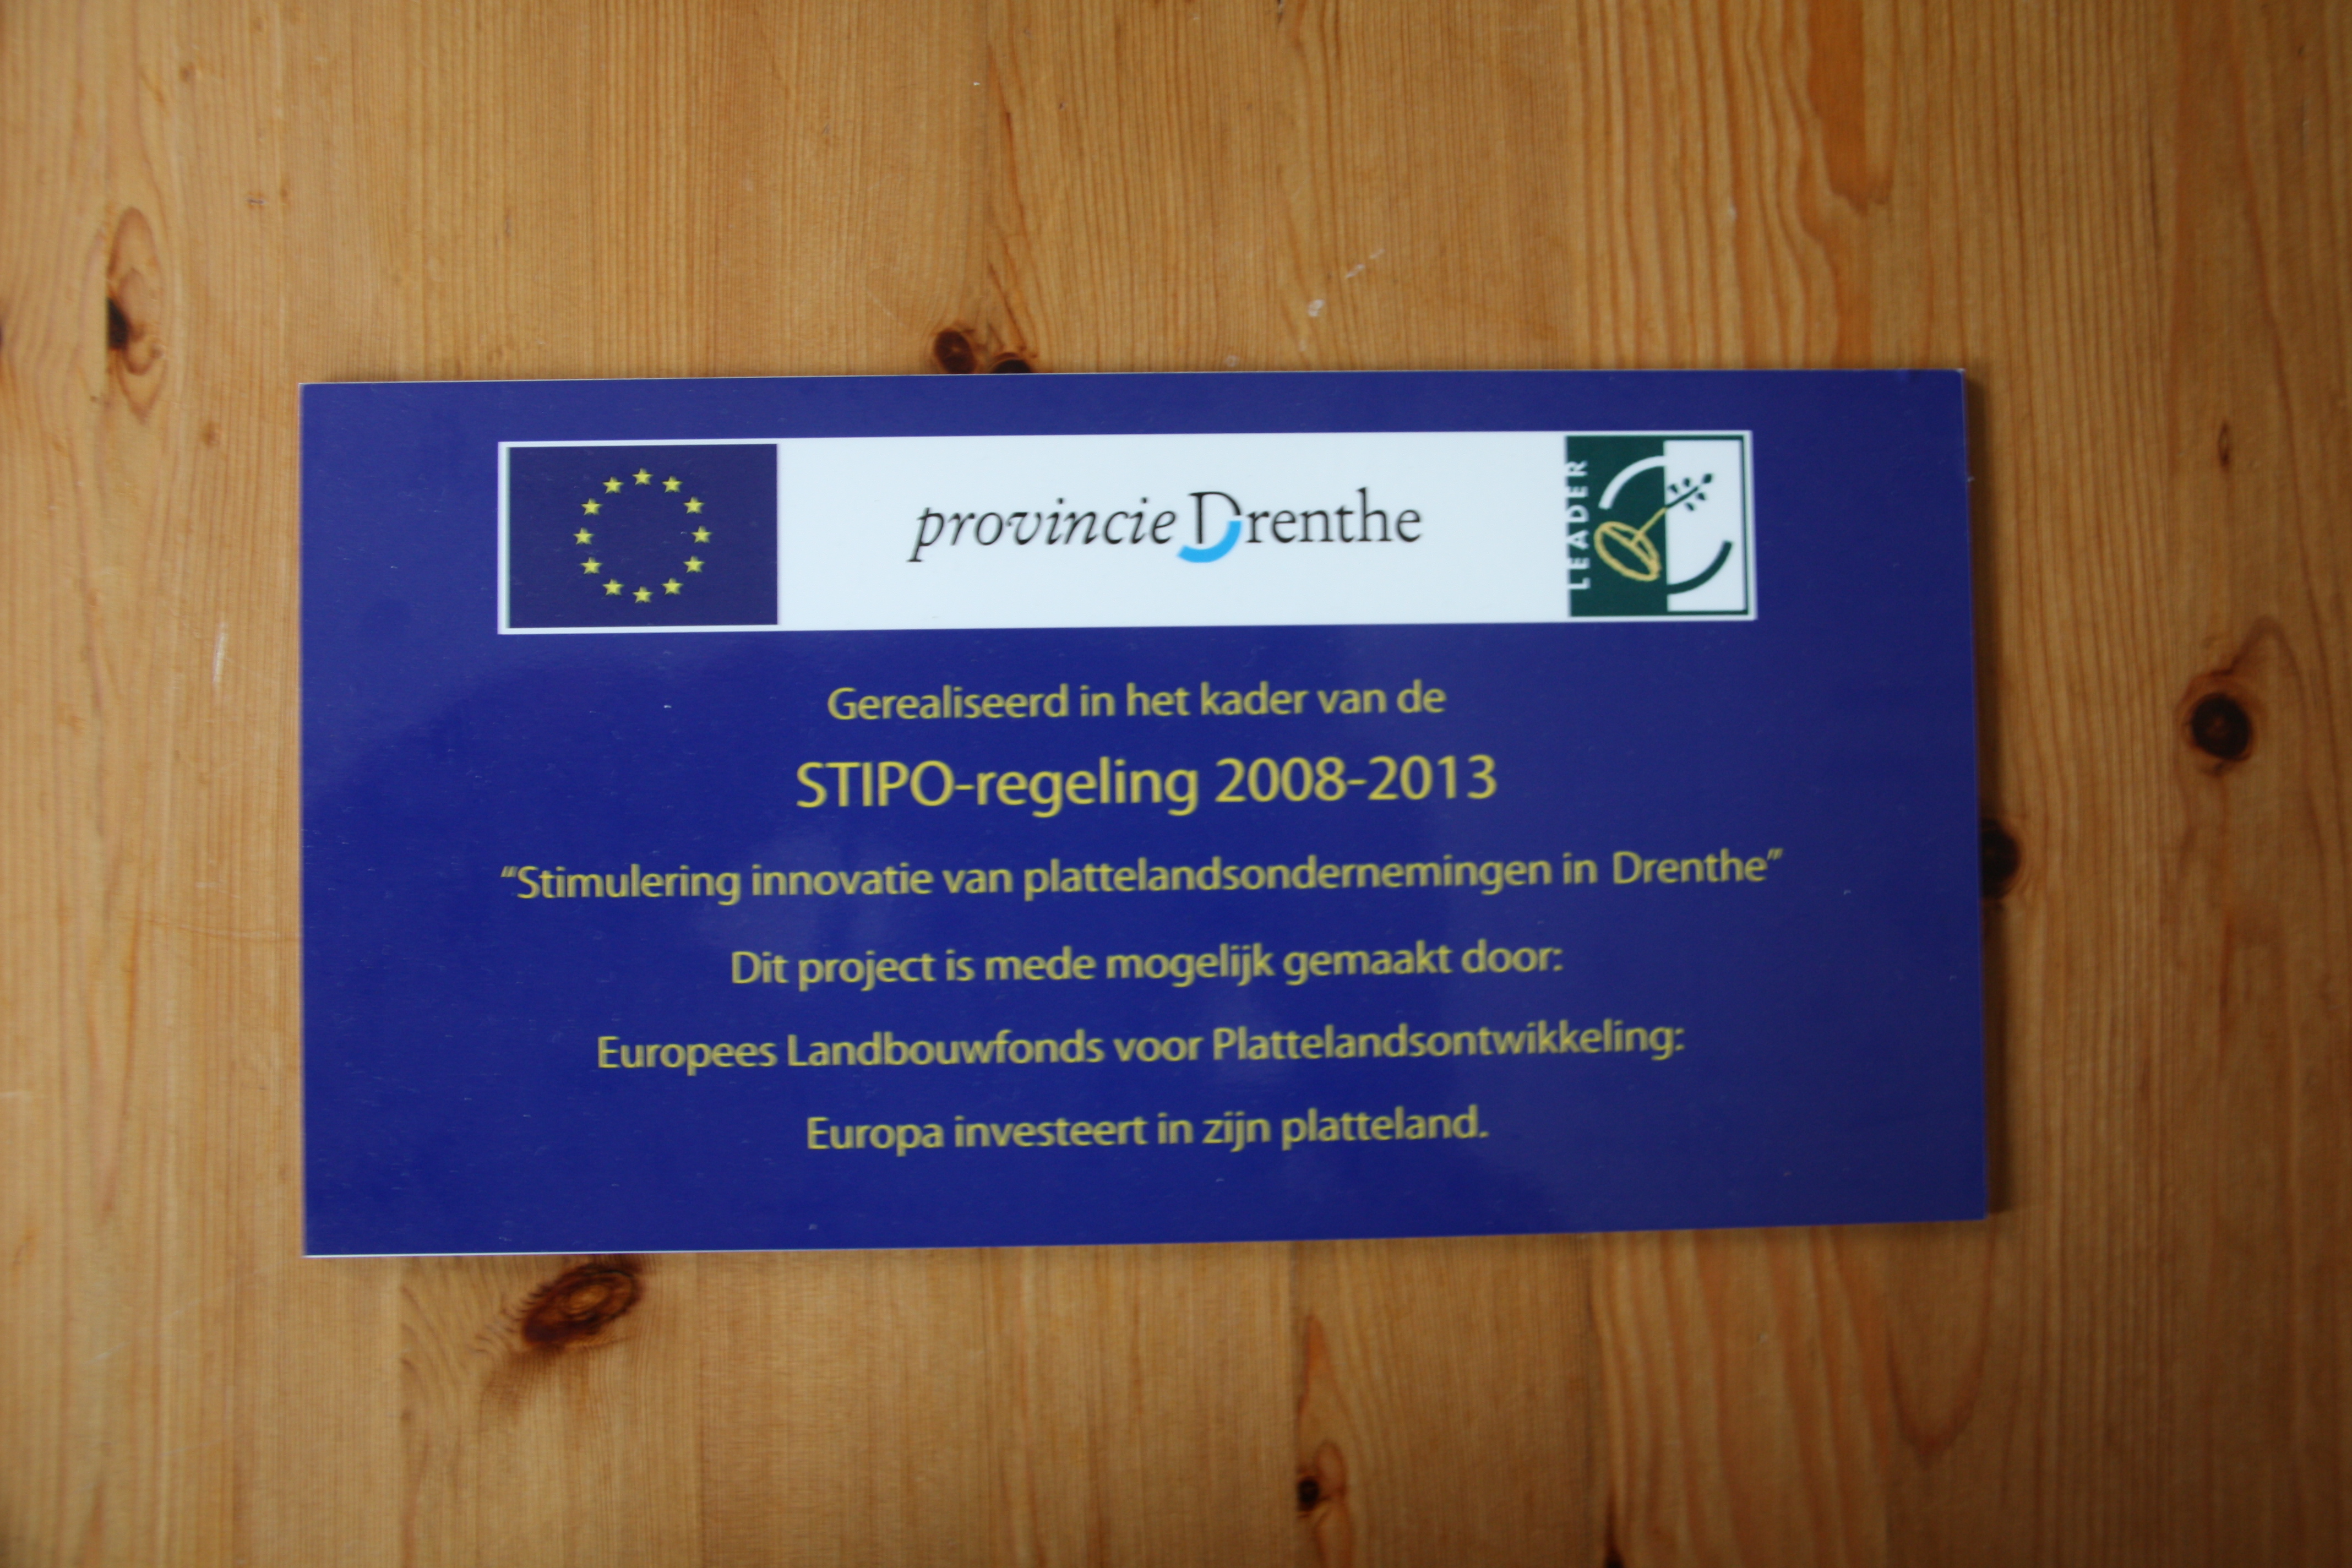 provincie Drenthe
LEADER
Gerealiseerd in het kader van de
STIPO-regeling 2008-2013
“Stimulering innovatie van plattelandsondernemingen in Drenthe”
Dit project is mede mogelijk gemaakt door:
Europees Landbouwfonds voor Plattelandsontwikkeling:
Europa investeert in zijn platteland.